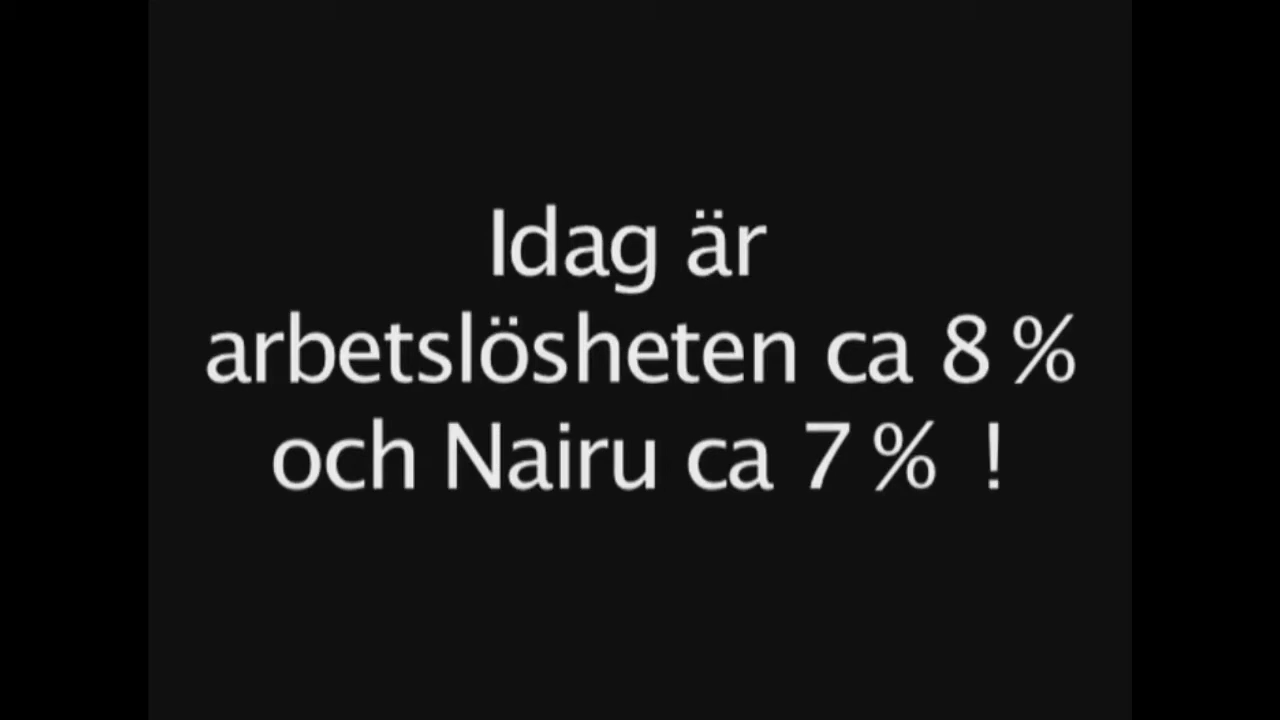 Idag är
arbetslösheten ca 8 %
och Nairu ca 7 % !